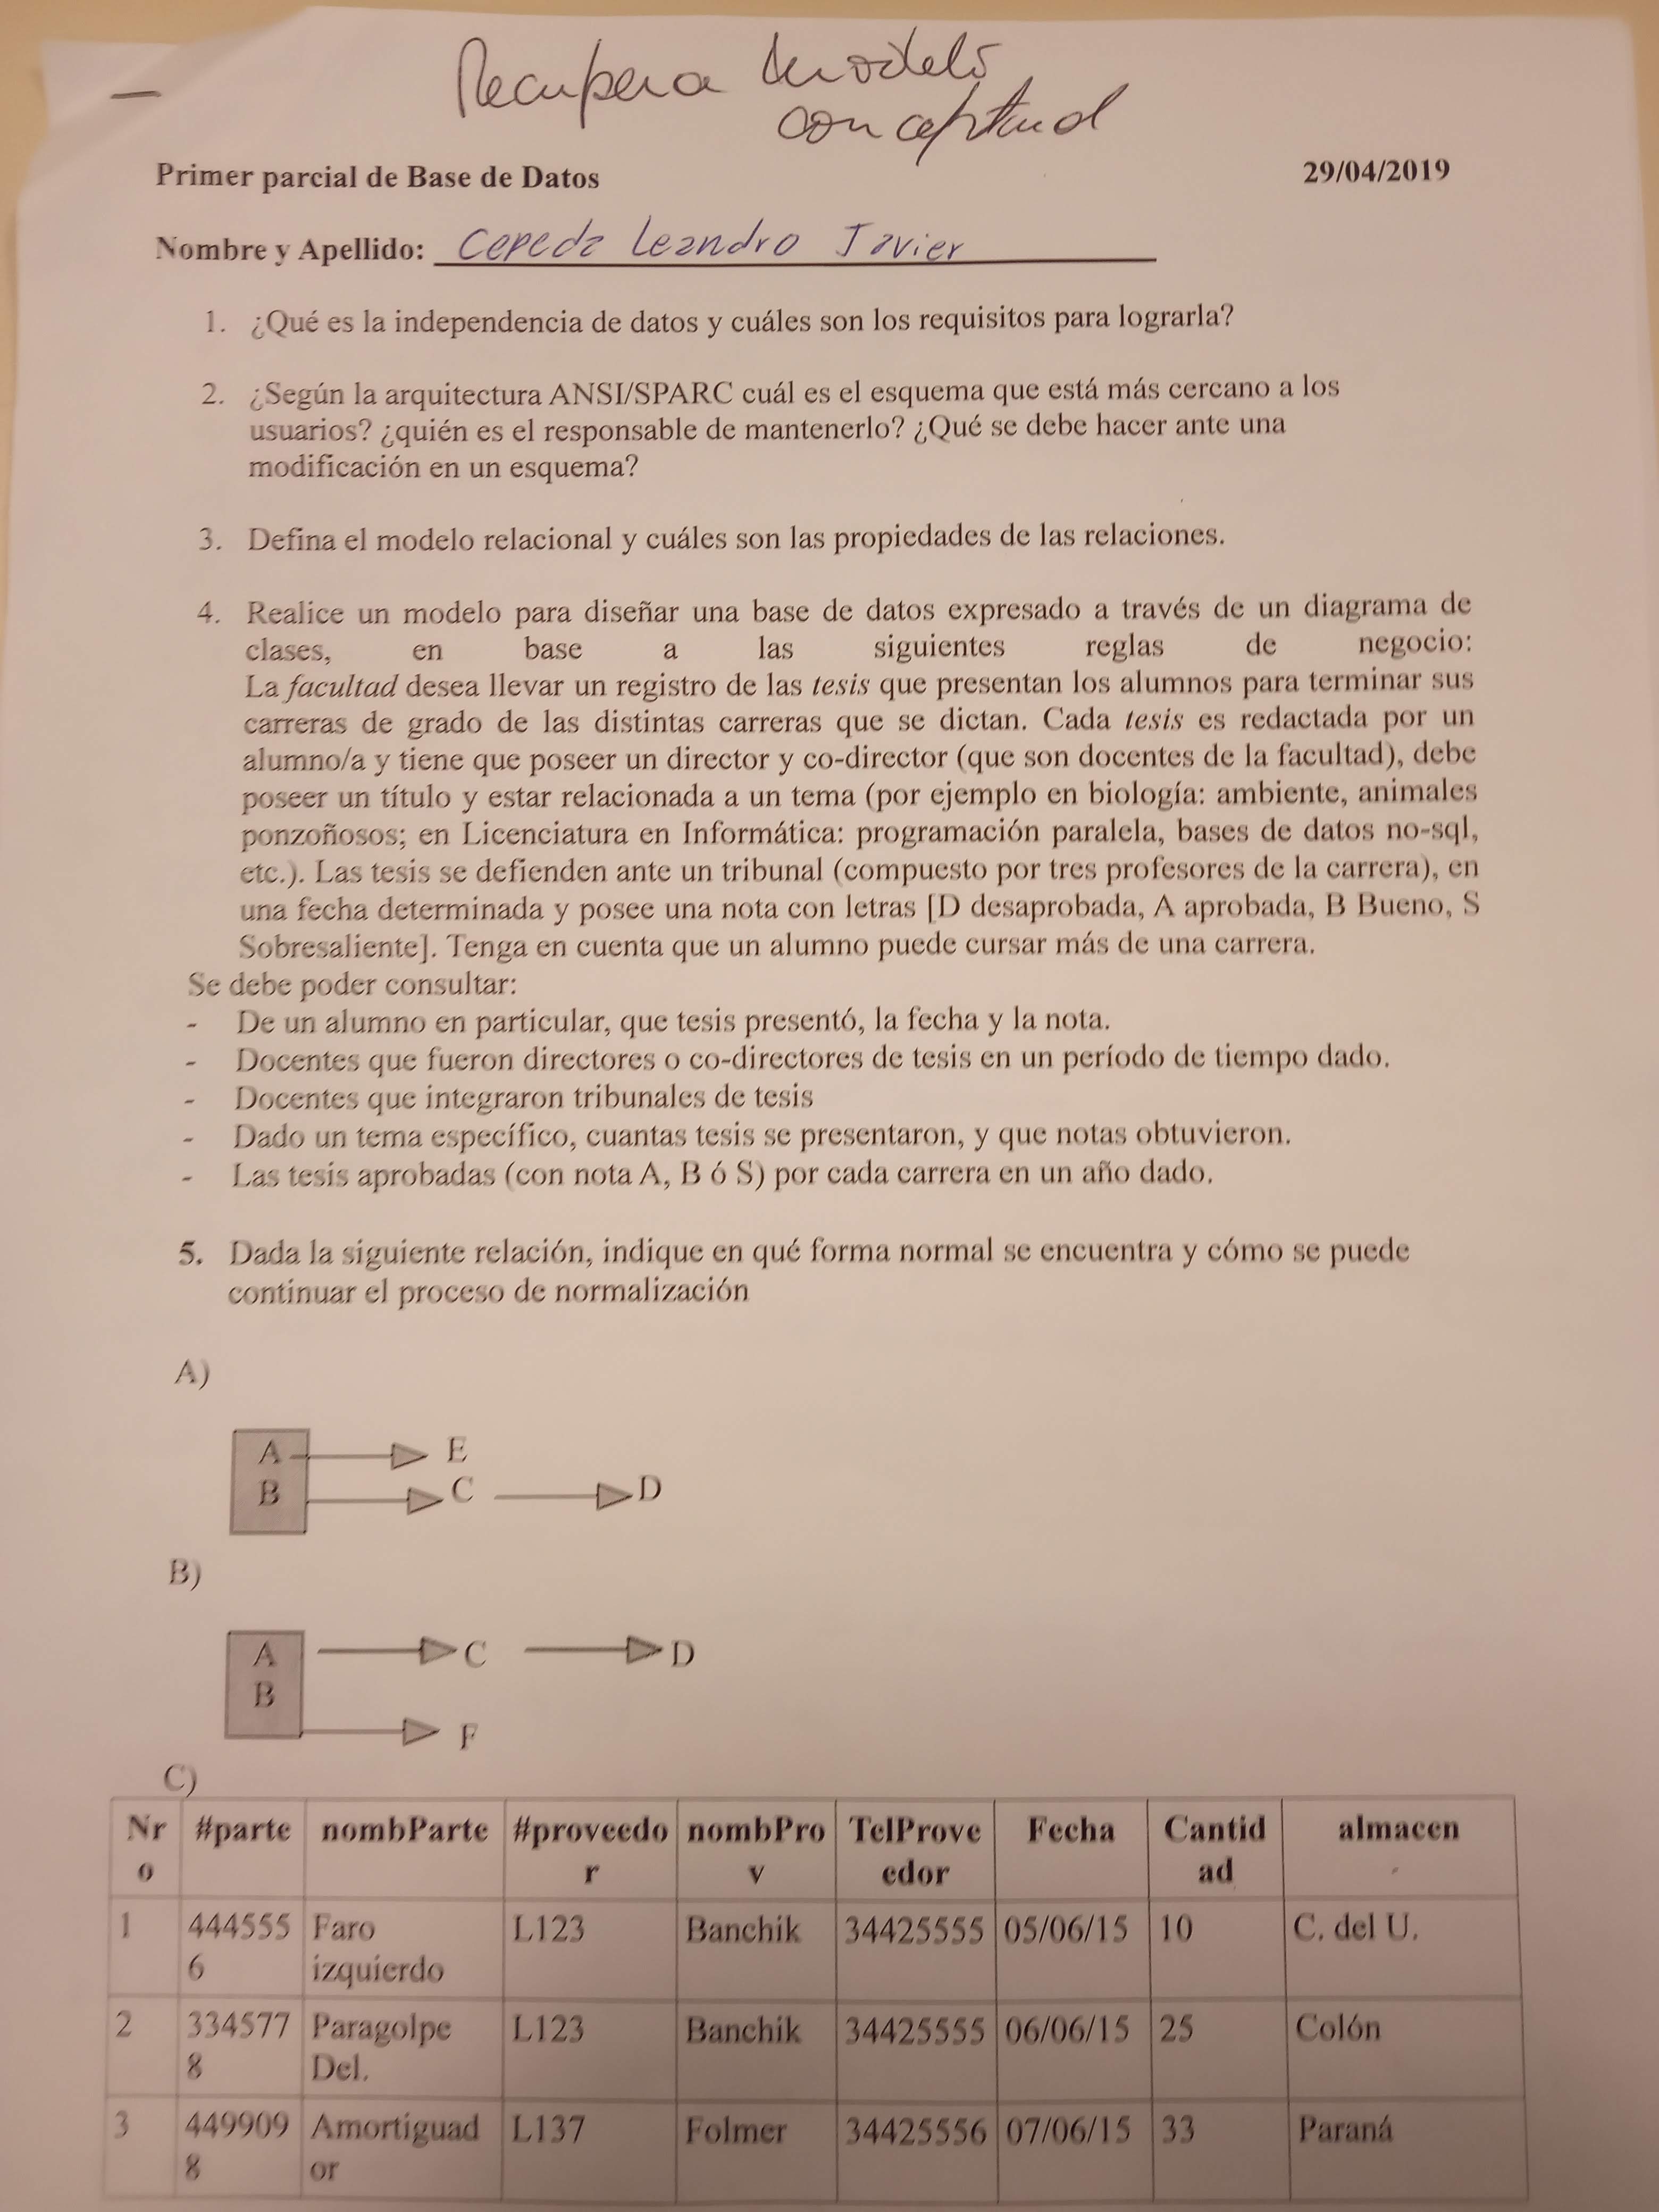 Recupera modelo
conceptual
Primer parcial de Base de Datos 29/04/2019
Nombre y Apellido: Cepeda Leandro Javier
1. ¿Qué es la independencia de datos y cuáles son los requisitos para lograrla?
2. ¿Según la arquitectura ANSI/SPARC cuál es el esquema que está más cercano a los
usuarios? ¿quién es el responsable de mantenerlo? ¿Qué se debe hacer ante una
modificación en un esquema?
3. Defina el modelo relacional y cuáles son las propiedades de las relaciones.
4. Realice un modelo para diseñar una base de datos expresado a través de un diagrama de
clases, en base a las siguientes reglas de negocio:
La facultad desea llevar un registro de las tesis que presentan los alumnos para terminar sus
carreras de grado de las distintas carreras que se dictan. Cada tesis es redactada por un
alumno/a y tiene que poseer un director y co-director (que son docentes de la facultad), debe
poseer un título y estar relacionada a un tema (por ejemplo en biología: ambiente, animales
ponzoñosos; en Licenciatura en Informática: programación paralela, bases de datos no-sql,
etc.). Las tesis se defienden ante un tribunal (compuesto por tres profesores de la carrera), en
una fecha determinada y posee una nota con letras [D desaprobada, A aprobada, B Bueno, S
Sobresaliente]. Tenga en cuenta que un alumno puede cursar más de una carrera.
Se debe poder consultar:
- De un alumno en particular, que tesis presentó, la fecha y la nota.
- Docentes que fueron directores o co-directores de tesis en un período de tiempo dado.
- Docentes que integraron tribunales de tesis
- Dado un tema específico, cuantas tesis se presentaron, y que notas obtuvieron.
- Las tesis aprobadas (con nota A, B ó S) por cada carrera en un año dado.
5. Dada la siguiente relación, indique en qué forma normal se encuentra y cómo se puede
continuar el proceso de normalización
A)
A E
B C D
B)
A C D
B
F
C)
Nr #parte nombParte #proveedo nombPro TelProve Fecha Cantid almacen
o r v edor ad
1 444555 Faro L123 Banchik 34425555 05/06/15 10 C. del U.
6 izquierdo
2 334577 Paragolpe L123 Banchik 34425555 06/06/15 25 Colón
8 Del.
3 449909 Amortiguad L137 Folmer 34425556 07/06/15 33 Paraná
8 or